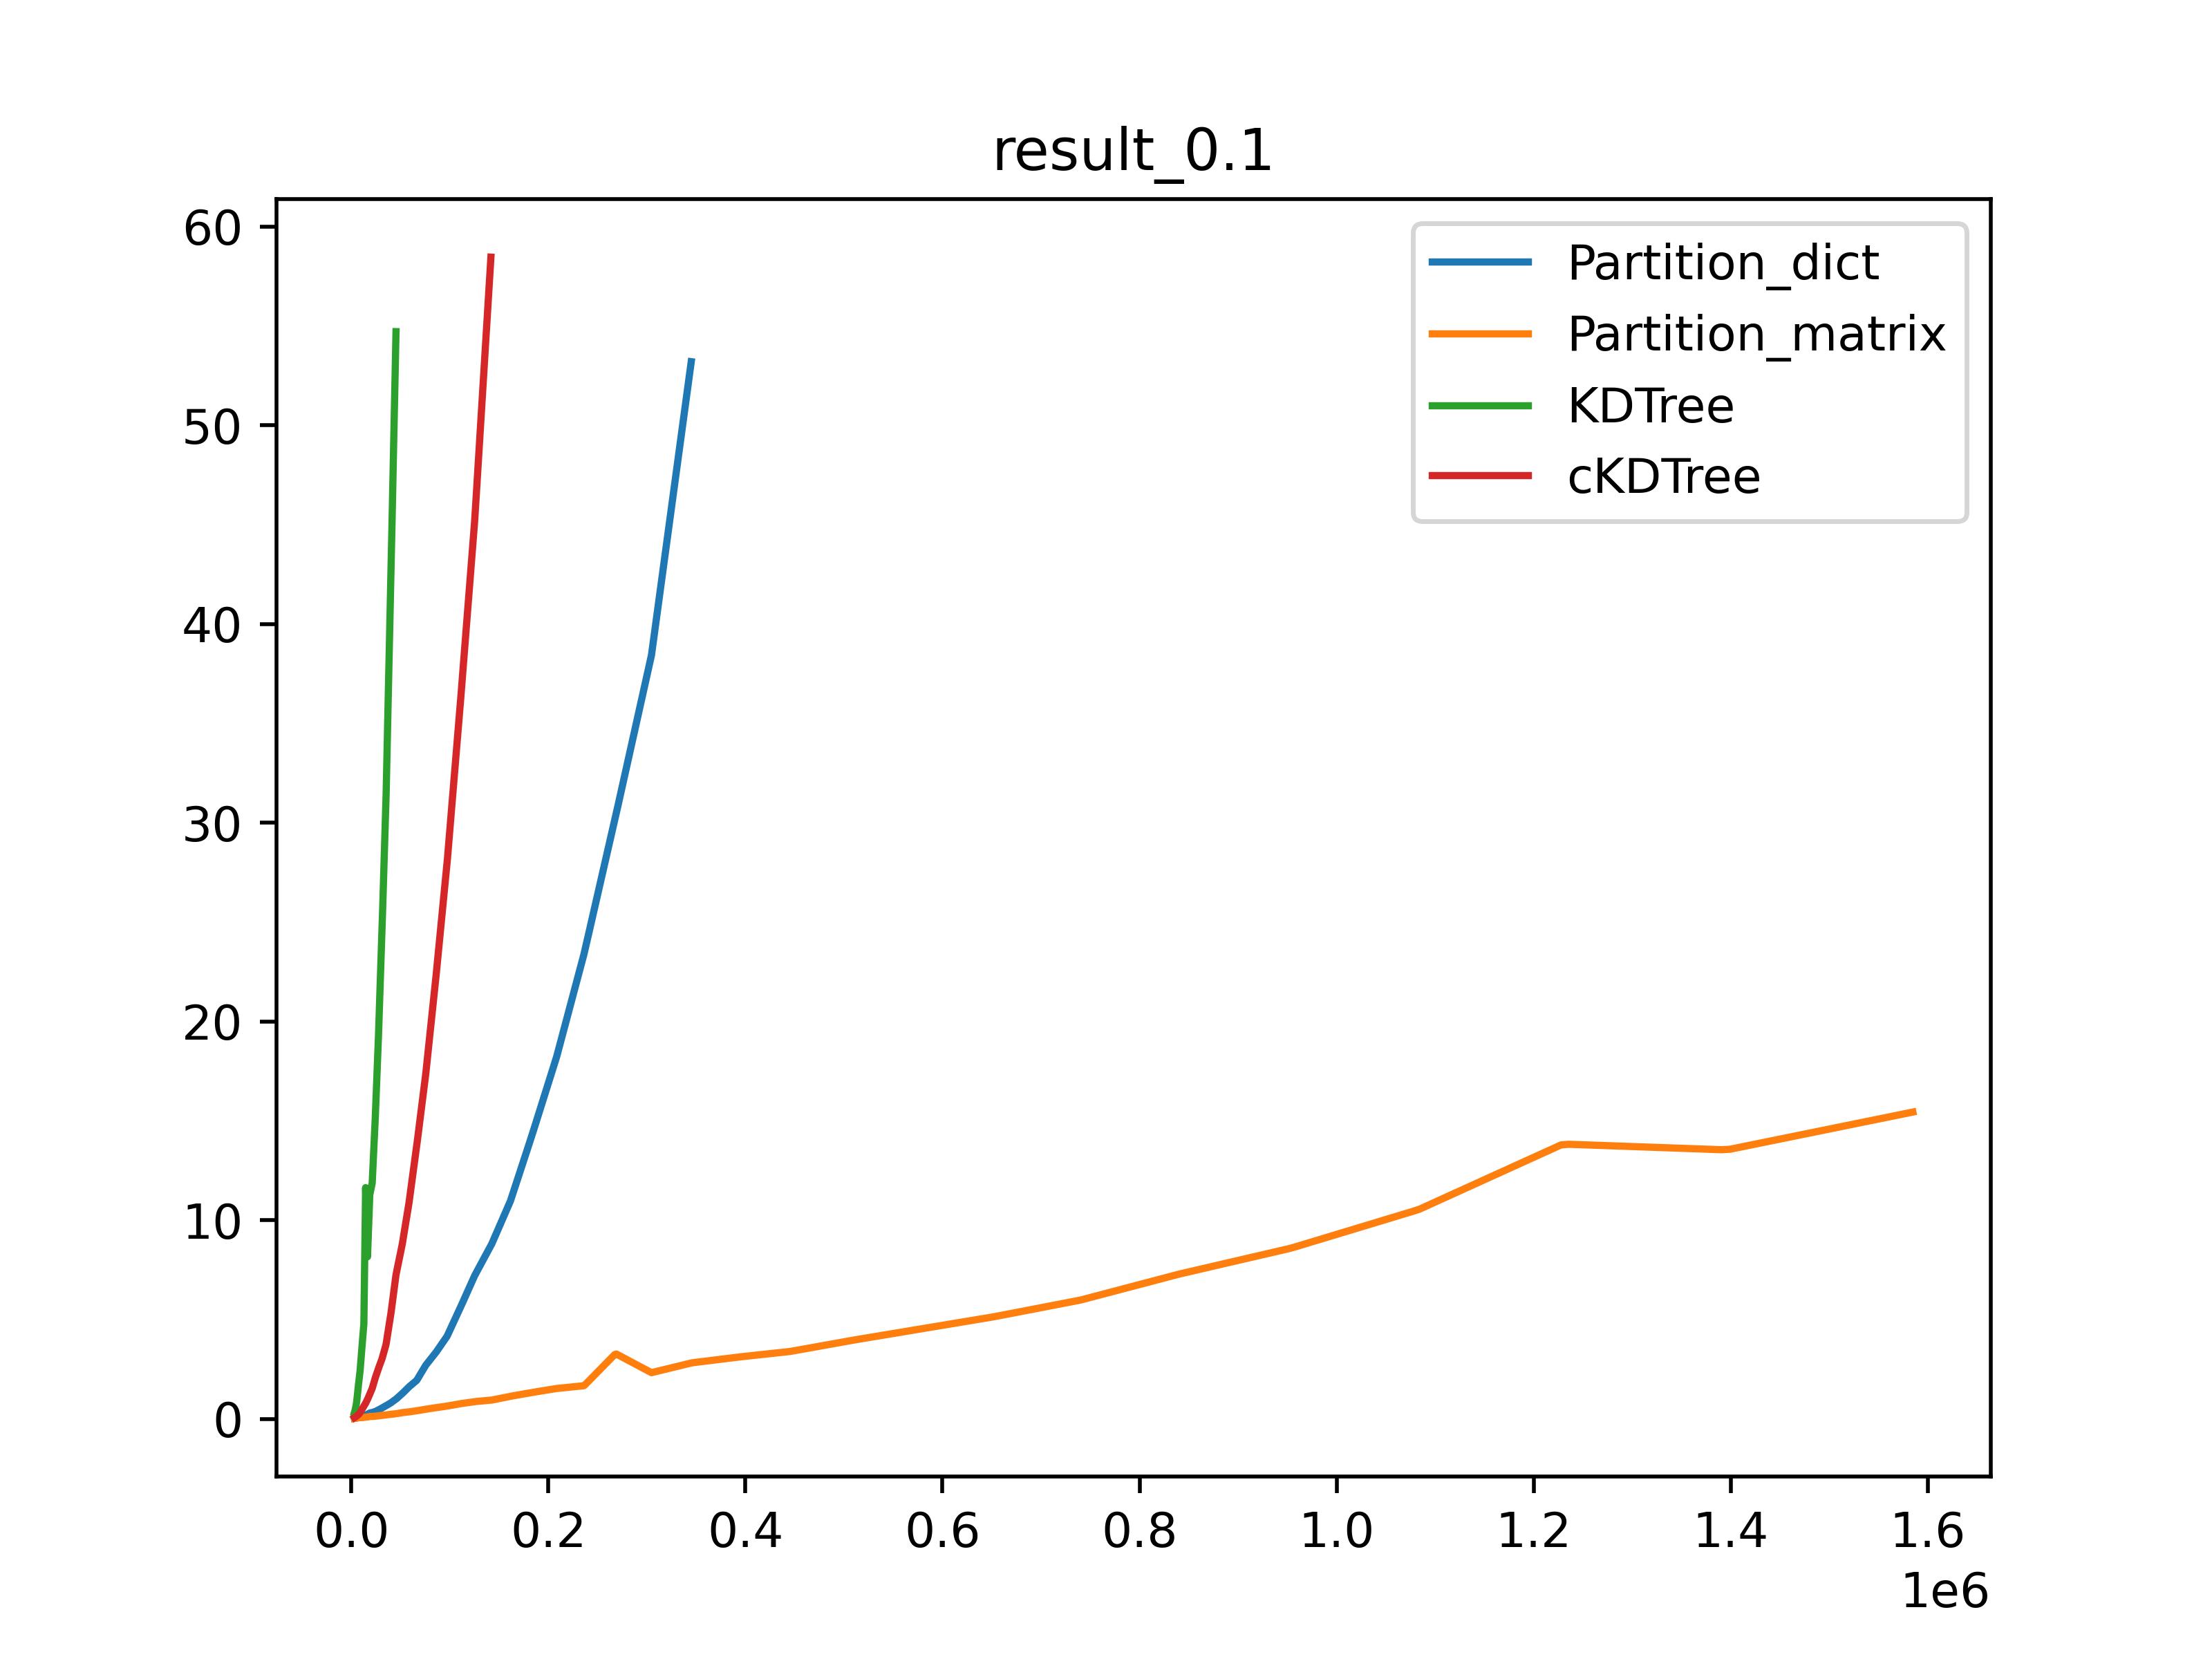 result_0.1
60
50
40
30
20
10
0
Partition_dict
Partition_matrix
KDTree
cKDTree
0.0 0.2 0.4 0.6 0.8 1.0 1.2 1.4 1.6
1e6